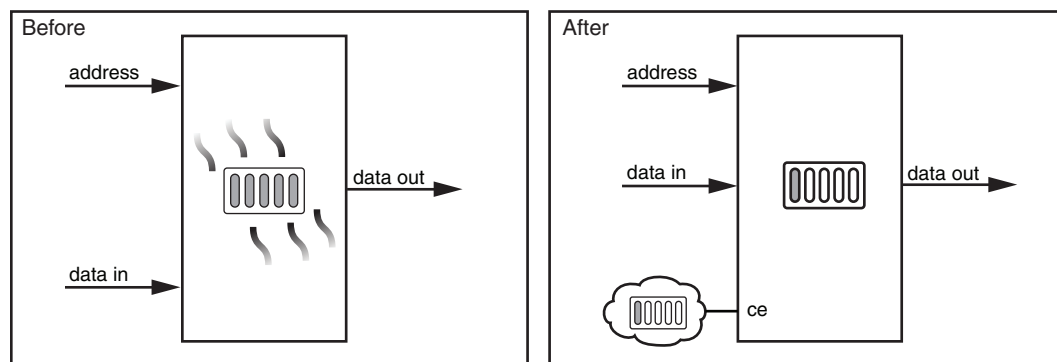 Before
address
data out
data in
After
address
data in
data out
ce